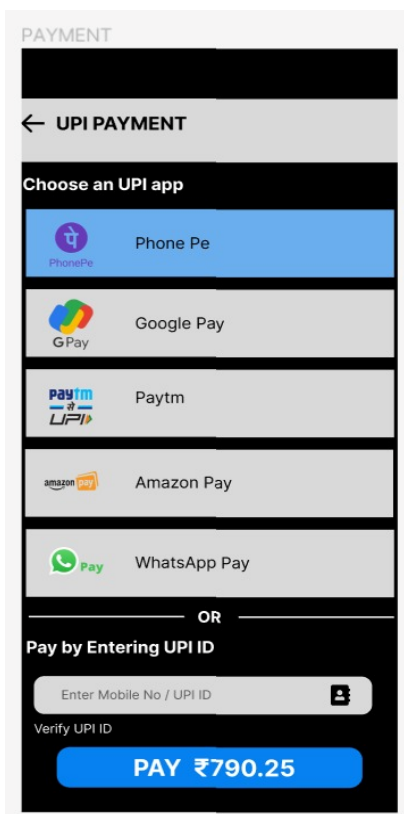 PAYMENT
UPI PAYMENT
Choose an UPI app
पे
PhonePe
Phone Pe
G Pay
Google Pay
paytm
से
UPI
Paytm
amazon pay
Amazon Pay
Pay
WhatsApp Pay
OR
Pay by Entering UPI ID
Enter Mobile No / UPI ID
Verify UPI ID
PAY ₹790.25